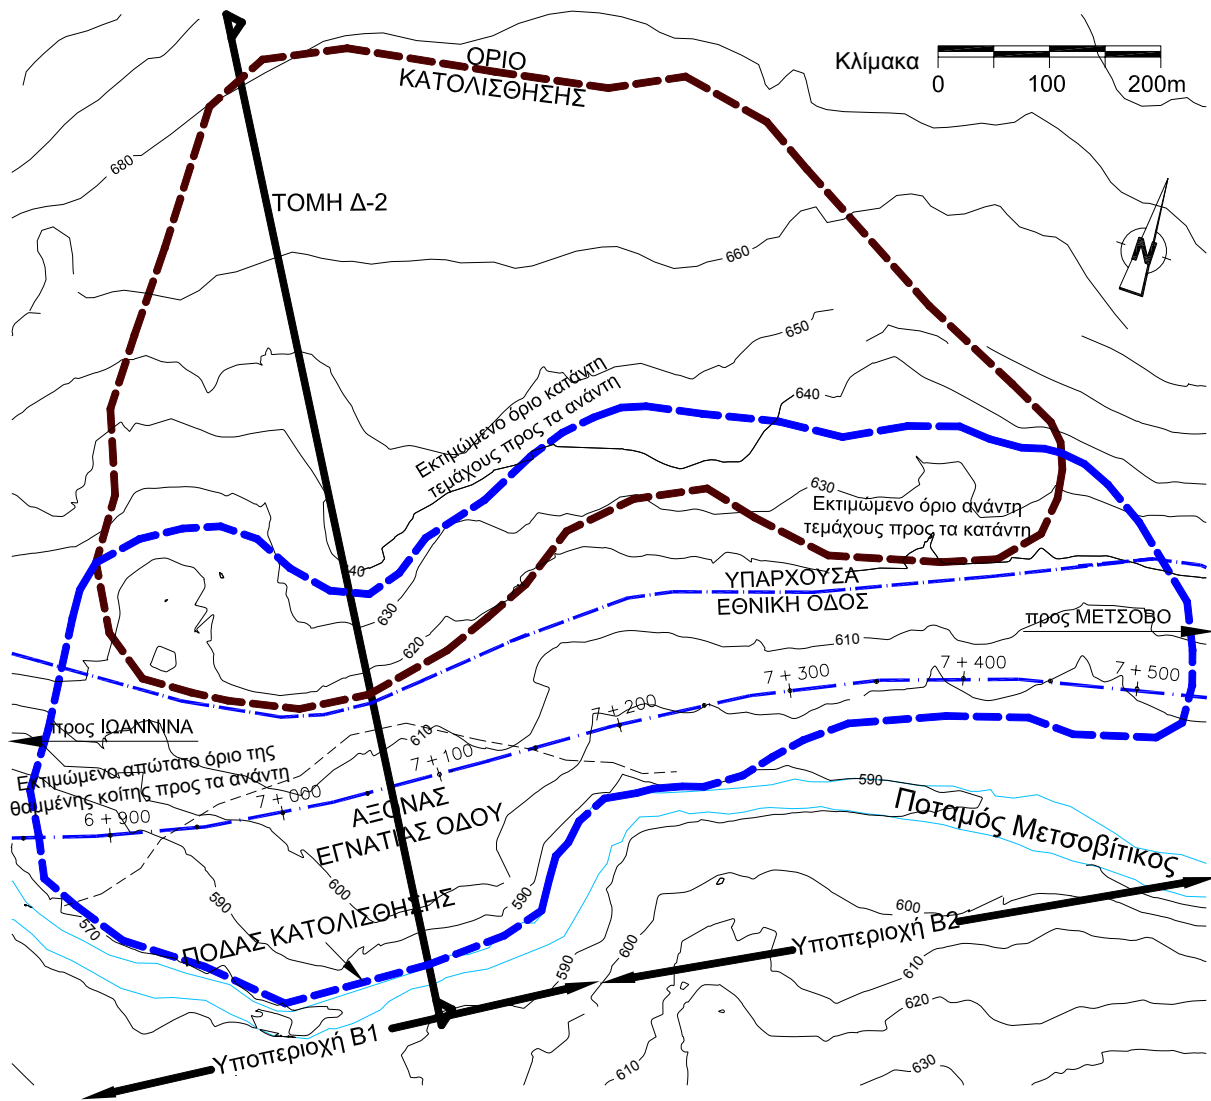 ΟΡΙΟ
ΚΑΤΟΛΙΣΘΗΣΗΣ
Κλίμακα
0 100 200m
680
ΤΟΜΗ Δ-2
N
660
650
640
Εκτιμώμενο όριο κατάντη
τεμάχους προς τα ανάντη
630
Εκτιμώμενο όριο ανάντη
τεμάχους προς τα κατάντη
640
ΥΠΑΡΧΟΥΣΑ
ΕΘΝΙΚΗ ΟΔΟΣ
630
620
610
προς ΜΕΤΣΟΒΟ
7 + 300
7 + 400
7 + 500
7 + 200
προς ΙΩΑΝΝΙΝΑ
610
7 + 100
Εκτιμώμενο απώτατο όριο της
θαμμένης κοίτης προς τα ανάντη
7 + 000
6 + 900
ΑΞΟΝΑΣ
ΕΓΝΑΤΙΑΣ ΟΔΟΥ
590
Ποταμός Μετσοβίτικος
600
590
590
570
ΠΟΔΑΣ ΚΑΤΟΛΙΣΘΗΣΗΣ
600
Υποπεριοχή Β2
600
590
610
620
Υποπεριοχή Β1
610
630